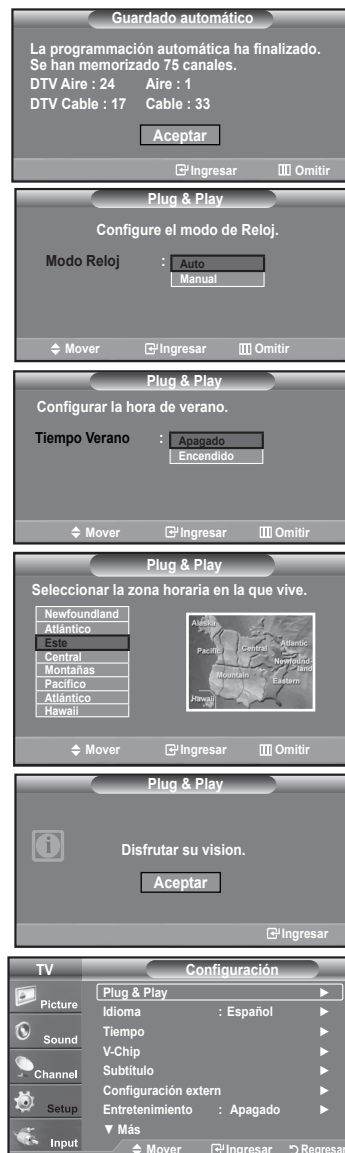 Guardado automático
La programmación automática ha finalizado.
Se han memorizado 75 canales.
DTV Aire : 24 Aire : 1
DTV Cable : 17 Cable : 33
Aceptar
Ingresar Omitir
Plug & Play
Configure el modo de Reloj.
Modo Reloj : Auto
Manual
Mover Ingresar Omitir
Plug & Play
Configurar la hora de verano.
Tiempo Verano : Apagado
Encendido
Mover Ingresar Omitir
Plug & Play
Seleccionar la zona horaria en la que vive.
Newfoundland
Atlántico
Este
Central
Montañas
Pacífico
Atlántico
Hawaii
Alaska
Pacific
Central
Atlantic
Newfound-
land
Mountain
Eastern
Hawaii
Mover Ingresar Omitir
Plug & Play
Disfrutar su vision.
Aceptar
Ingresar
TV Configuración
Picture
Sound
Channel
Setup
Input
Plug & Play
Idioma : Español
Tiempo
V-Chip
Subtítulo
Configuración extern
Entretenimiento : Apagado
▼ Más
Mover Ingresar Regresar